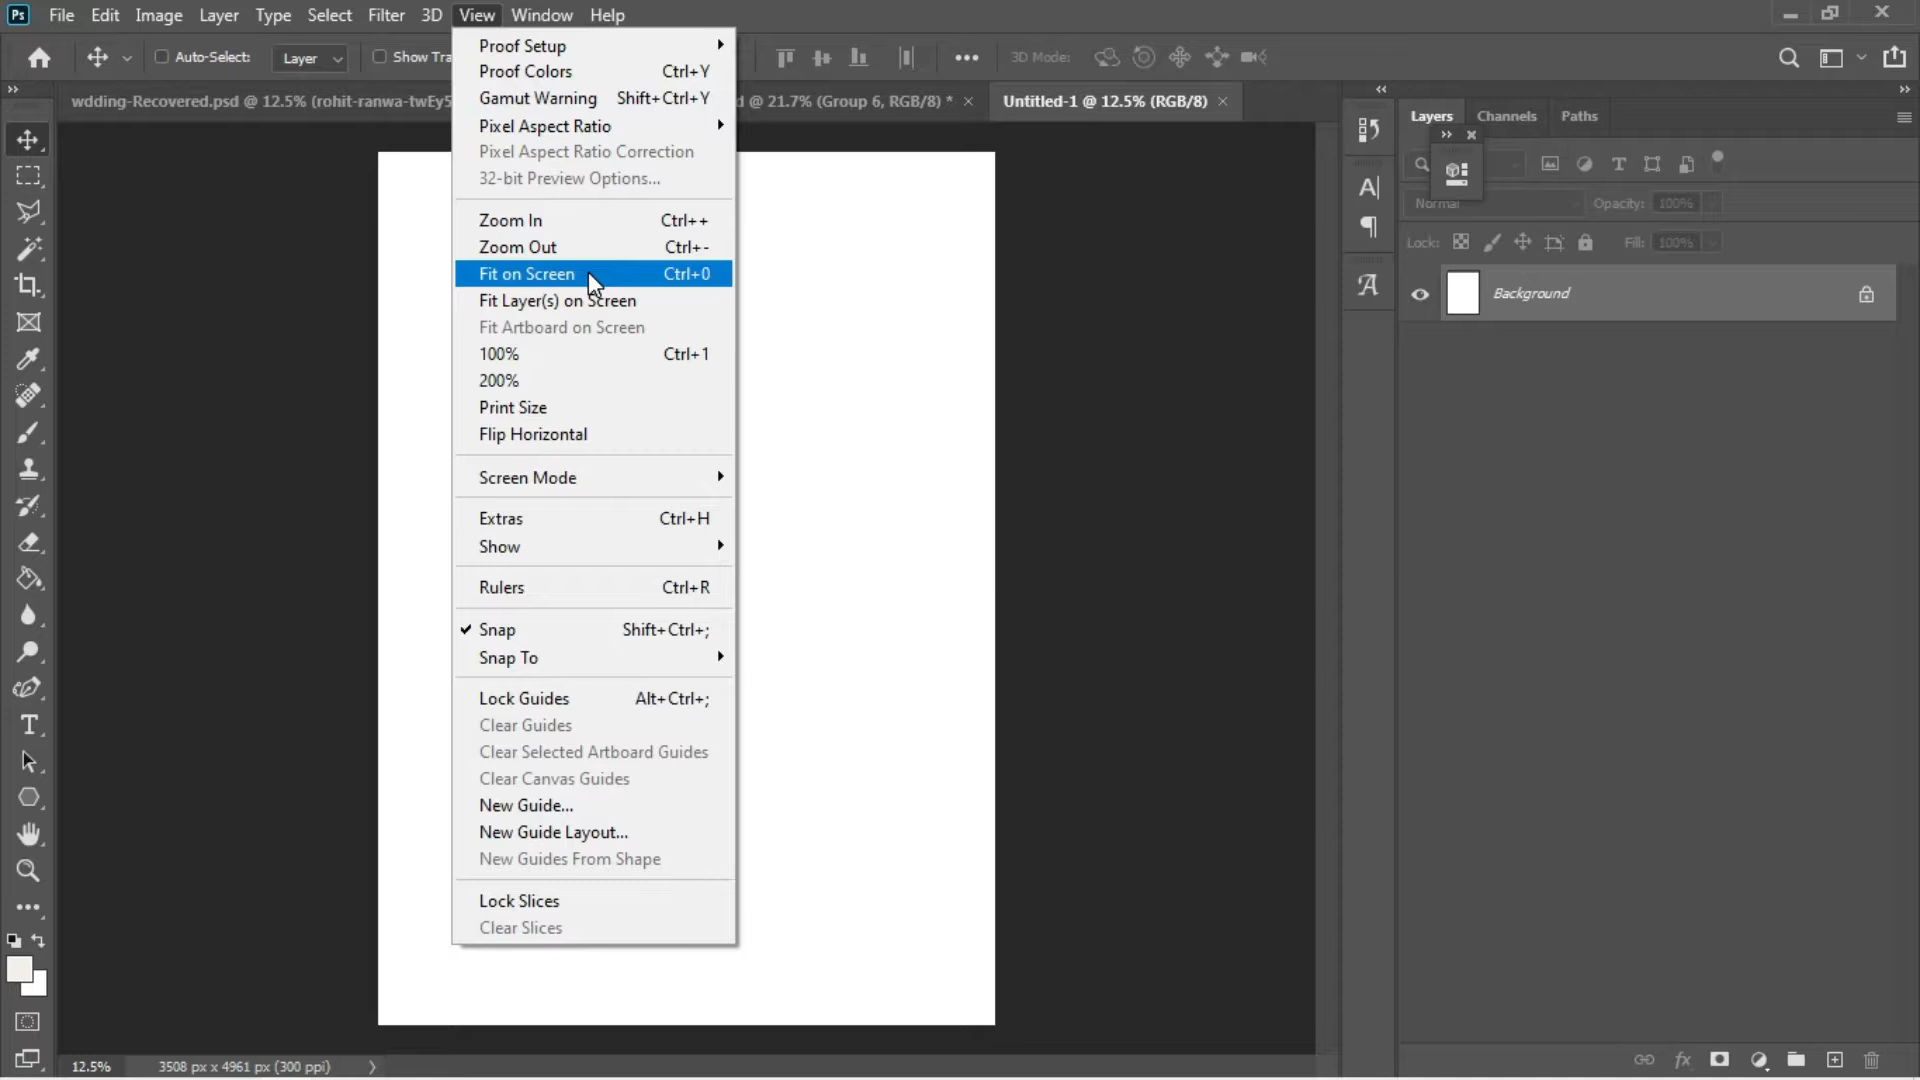 Ps File Edit Image Layer Type Select Filter 3D View Window Help
Auto-Select: Layer Show Tra 3D Mode:
wdding-Recovered.psd @ 12.5% (rohit-ranwa-twEy5 d @ 21.7% (Group 6, RGB/8) * × Untitled-1 @ 12.5% (RGB/8) ×
Proof Setup
Proof Colors Ctrl+Y
Gamut Warning Shift+Ctrl+Y
Pixel Aspect Ratio
Pixel Aspect Ratio Correction
32-bit Preview Options...
Zoom In Ctrl++
Zoom Out Ctrl+-
Fit on Screen Ctrl+0
Fit Layer(s) on Screen
Fit Artboard on Screen
100% Ctrl+1
200%
Print Size
Flip Horizontal
Screen Mode
Extras Ctrl+H
Show
Rulers Ctrl+R
Snap Shift+Ctrl+;
Snap To
Lock Guides Alt+Ctrl+;
Clear Guides
Clear Selected Artboard Guides
Clear Canvas Guides
New Guide...
New Guide Layout...
New Guides From Shape
Lock Slices
Clear Slices
Layers Channels Paths
Normal Opacity: 100%
Lock: Fill: 100%
Background
12.5% 3508 px x 4961 px (300 ppi)